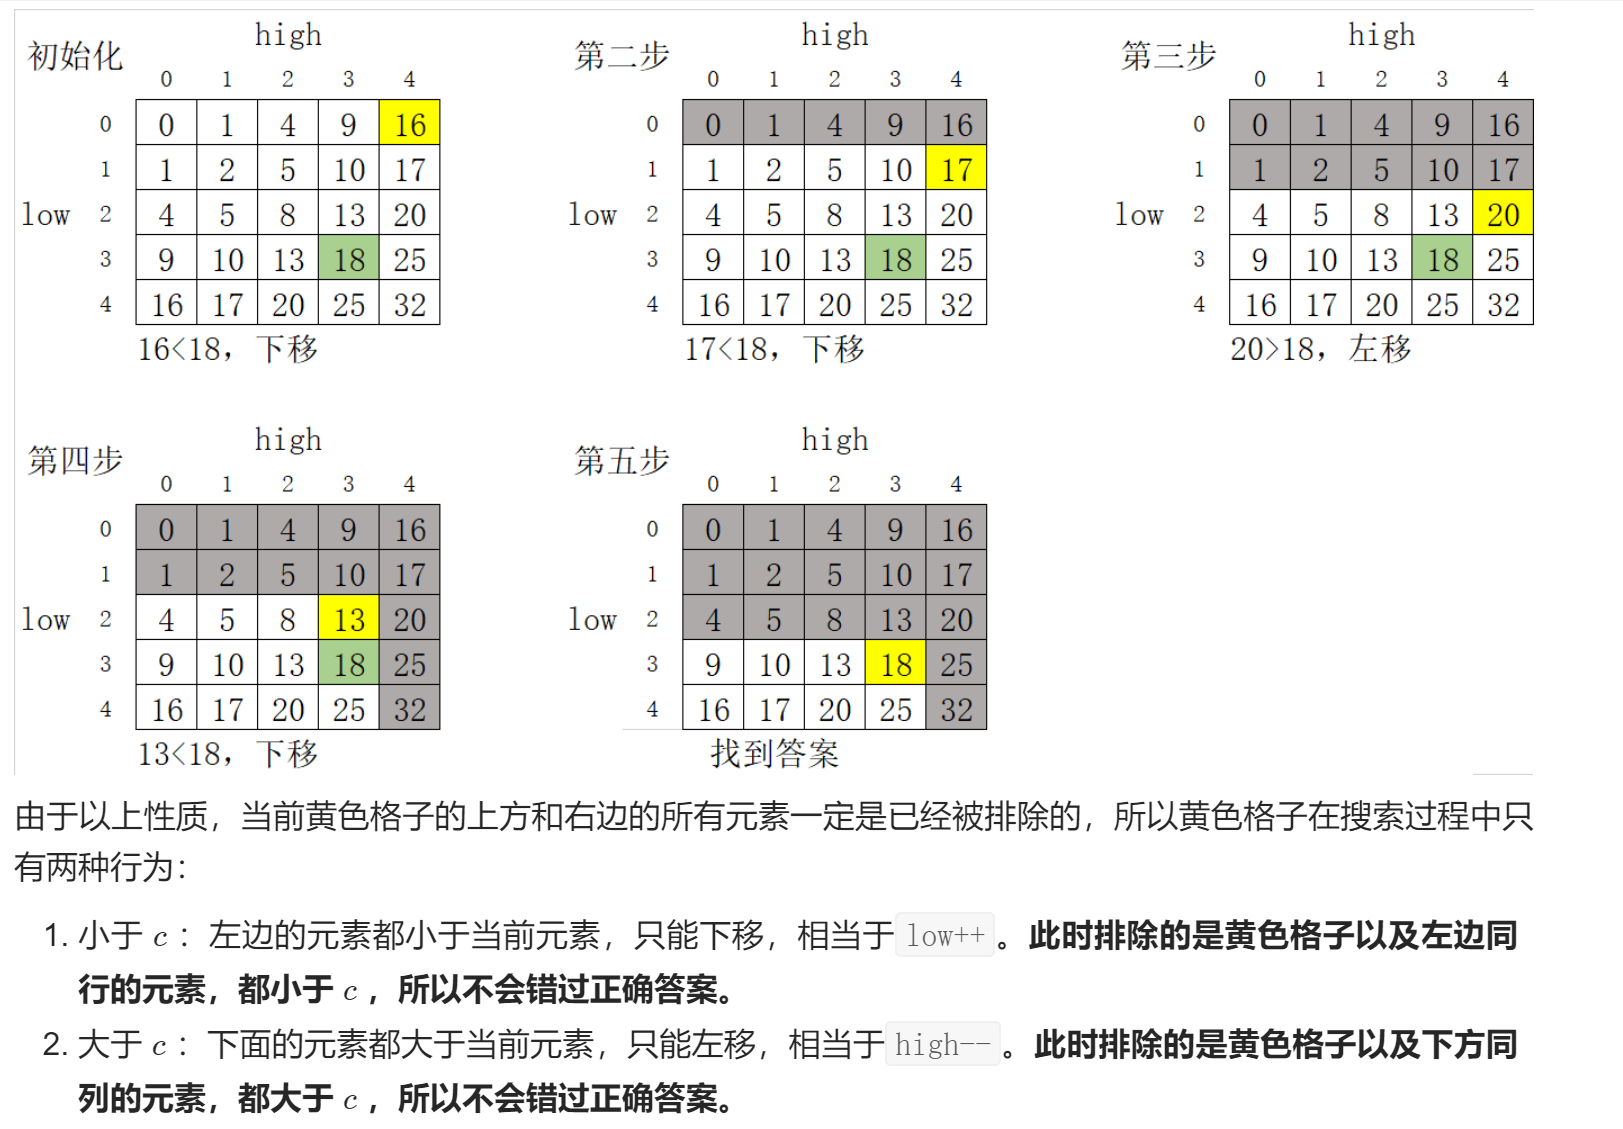 high high high
初始化 第二步 第三步
0 1 2 3 4 0 1 2 3 4 0 1 2 3 4
0 0 1 4 9 16 0 0 1 4 9 16 0 0 1 4 9 16
1 1 2 5 10 17 1 1 2 5 10 17 1 1 2 5 10 17
low 2 4 5 8 13 20 low 2 4 5 8 13 20 low 2 4 5 8 13 20
3 9 10 13 18 25 3 9 10 13 18 25 3 9 10 13 18 25
4 16 17 20 25 32 4 16 17 20 25 32 4 16 17 20 25 32
16<18，下移 17<18，下移 20>18，左移
high high
第四步 第五步
0 1 2 3 4 0 1 2 3 4
0 0 1 4 9 16 0 0 1 4 9 16
1 1 2 5 10 17 1 1 2 5 10 17
low 2 4 5 8 13 20 low 2 4 5 8 13 20
3 9 10 13 18 25 3 9 10 13 18 25
4 16 17 20 25 32 4 16 17 20 25 32
13<18，下移 找到答案
由于以上性质，当前黄色格子的上方和右边的所有元素一定是已经被排除的，所以黄色格子在搜索过程中只
有两种行为：
1. 小于 c：左边的元素都小于当前元素，只能下移，相当于 low++ 。此时排除的是黄色格子以及左边同
行的元素，都小于 c，所以不会错过正确答案。
2. 大于 c：下面的元素都大于当前元素，只能左移，相当于 high-- 。此时排除的是黄色格子以及下方同
列的元素，都大于 c，所以不会错过正确答案。